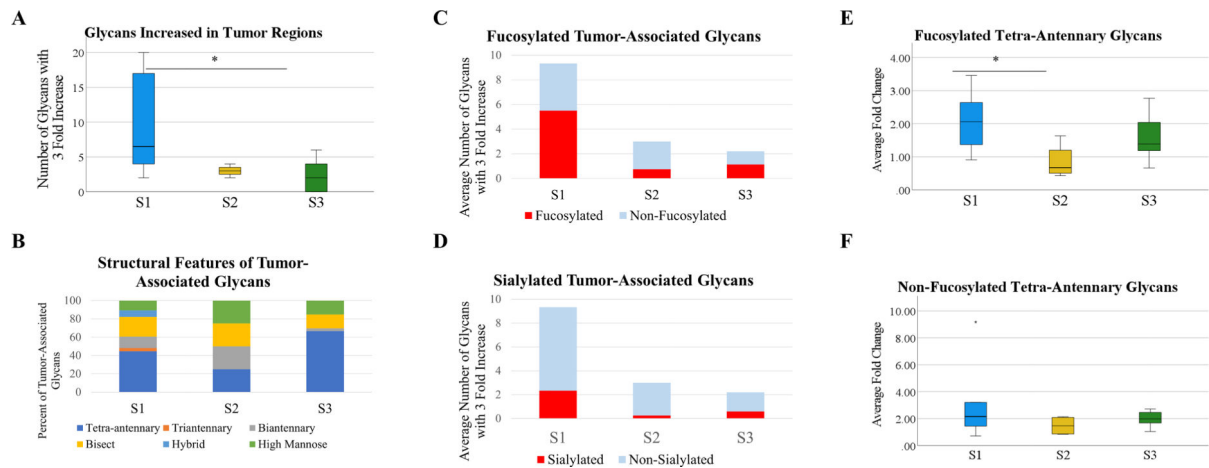 A
Glycans Increased in Tumor Regions
Number of Glycans with
3 Fold Increase
20
15
10
5
0
*
S1 S2 S3
B
Structural Features of Tumor-
Associated Glycans
Percent of Tumor-Associated
Glycans
100
80
60
40
20
0
S1 S2 S3
Tetra-antennary Triantennary Biantennary
Bisect Hybrid High Mannose
C
Fucosylated Tumor-Associated Glycans
Average Number of Glycans
with 3 Fold Increase
10
8
6
4
2
0
S1 S2 S3
Fucosylated Non-Fucosylated
D
Sialylated Tumor-Associated Glycans
Average Number of Glycans
with 3 Fold Increase
10
8
6
4
2
0
S1 S2 S3
Sialylated Non-Sialylated
E
Fucosylated Tetra-Antennary Glycans
Average Fold Change
4.00
3.00
2.00
1.00
.00
*
S1 S2 S3
F
Non-Fucosylated Tetra-Antennary Glycans
Average Fold Change
10.00
8.00
6.00
4.00
2.00
.00
S1 S2 S3